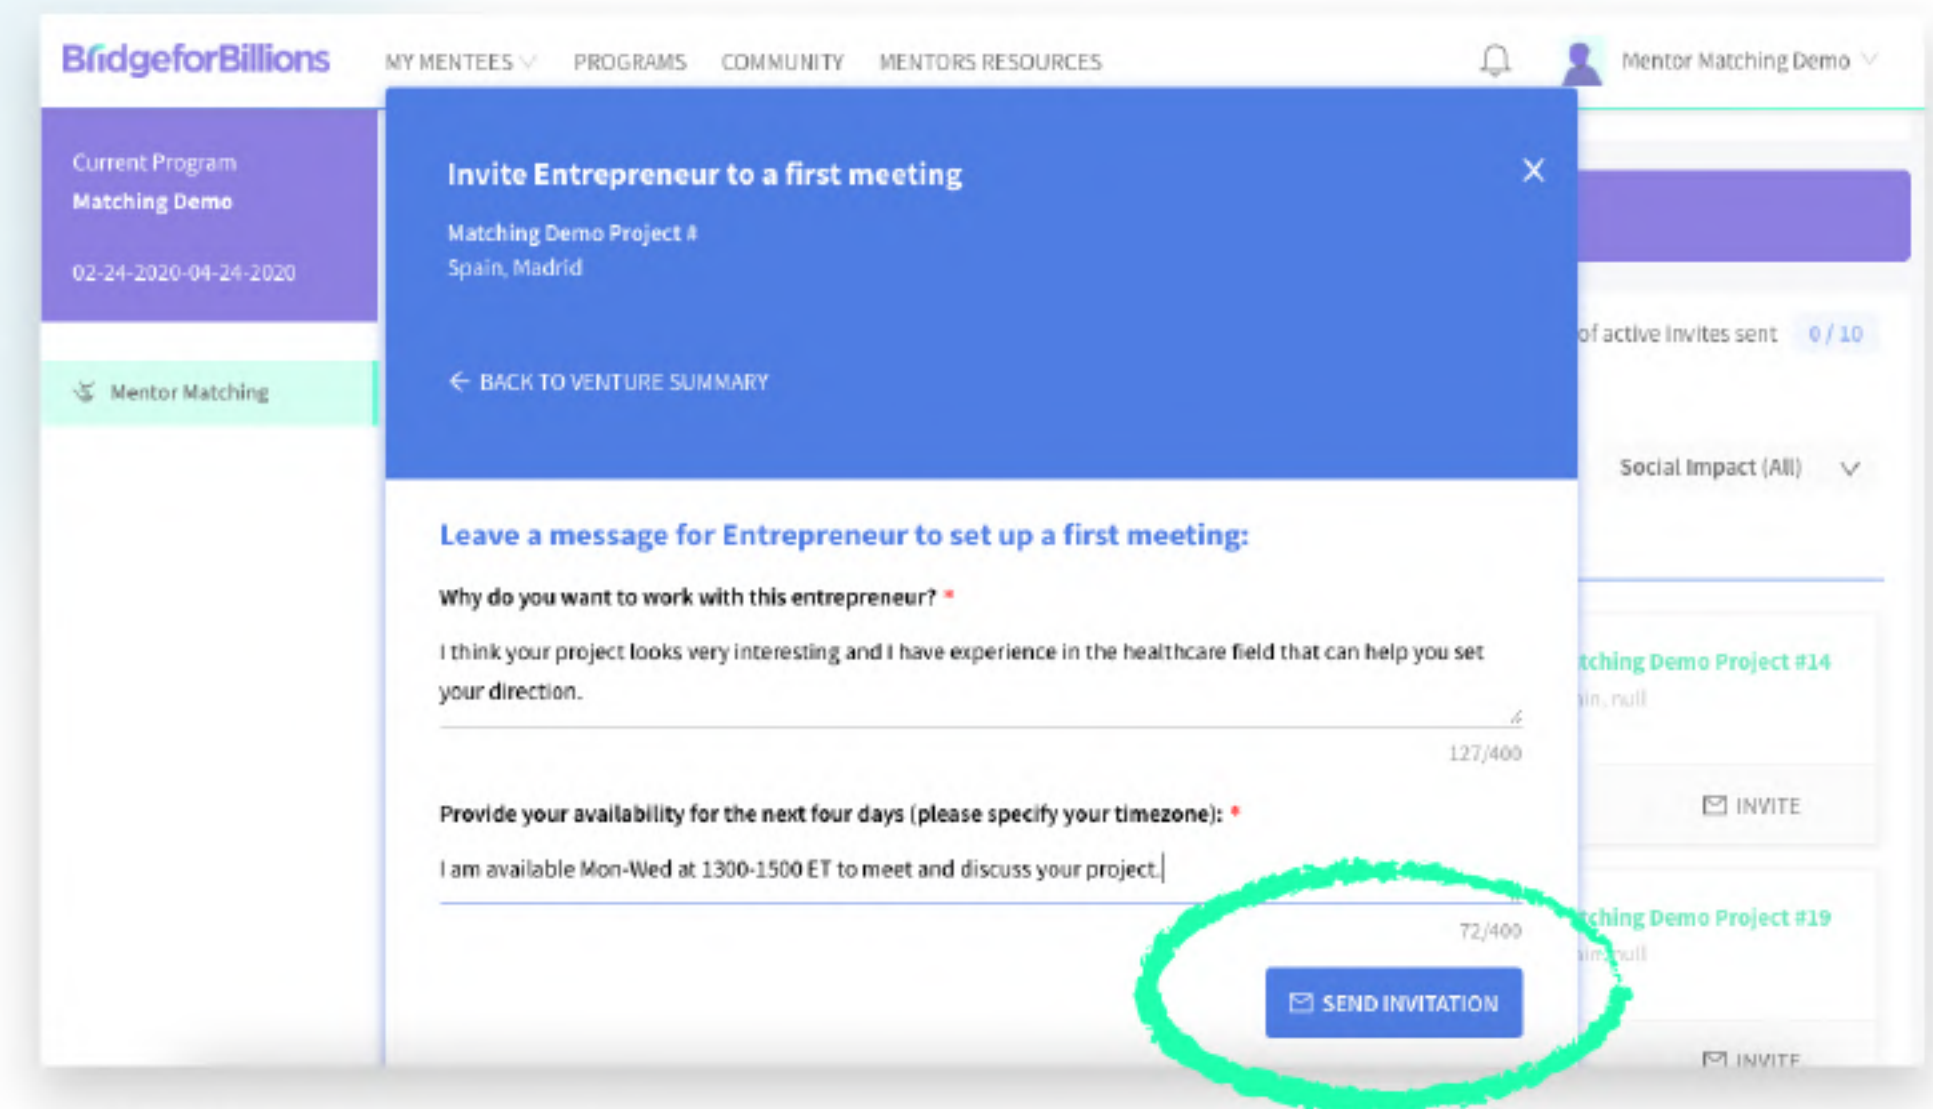 BridgeforBillions
MY MENTEES
PROGRAMS
COMMUNITY
MENTORS RESOURCES
Mentor Matching Demo
Current Program
Matching Demo
02-24-2020-04-24-2020
Mentor Matching
Invite Entrepreneur to a first meeting
Matching Demo Project #
Spain, Madrid
← BACK TO VENTURE SUMMARY
Leave a message for Entrepreneur to set up a first meeting:
Why do you want to work with this entrepreneur? *
I think your project looks very interesting and I have experience in the healthcare field that can help you set
your direction.
127/400
Provide your availability for the next four days (please specify your timezone): *
I am available Mon-Wed at 1300-1500 ET to meet and discuss your project.
72/400
SEND INVITATION
of active invites sent 0 / 10
Social Impact (All)
tching Demo Project #14
in, null
INVITE
tching Demo Project #19
null
INVITE